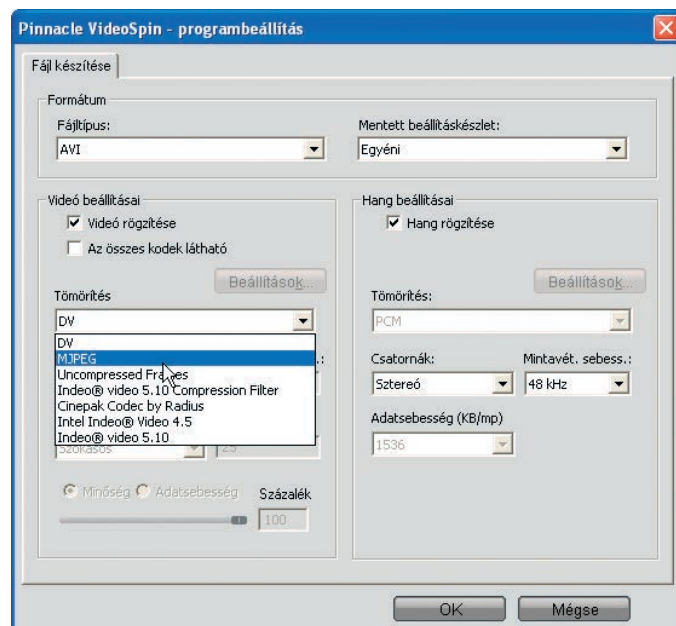 Pinnacle VideoSpin - programbeállítás
Fájl készítése
Formátum
Fájltípus:
AVI
Mentett beállításkészlet:
Egyéni
Videó beállításai
Videó rögzítése
Az összes kodek látható
Beállítások...
Tömörítés
DV
DV
MJPEG
Uncompressed Frames
Indeo® video 5.10 Compression Filter
Cinepak Codec by Radius
Intel Indeo® Video 4.5
Indeo® video 5.10
Szokásos
25
Minőség
Adatsebesség
Százalék
100
Hang beállításai
Hang rögzítése
Beállítások...
Tömörítés:
PCM
Csatornák:
Mintavét. sebess.:
Sztereó
48 kHz
Adatsebesség (KB/mp)
1536
OK
Mégse